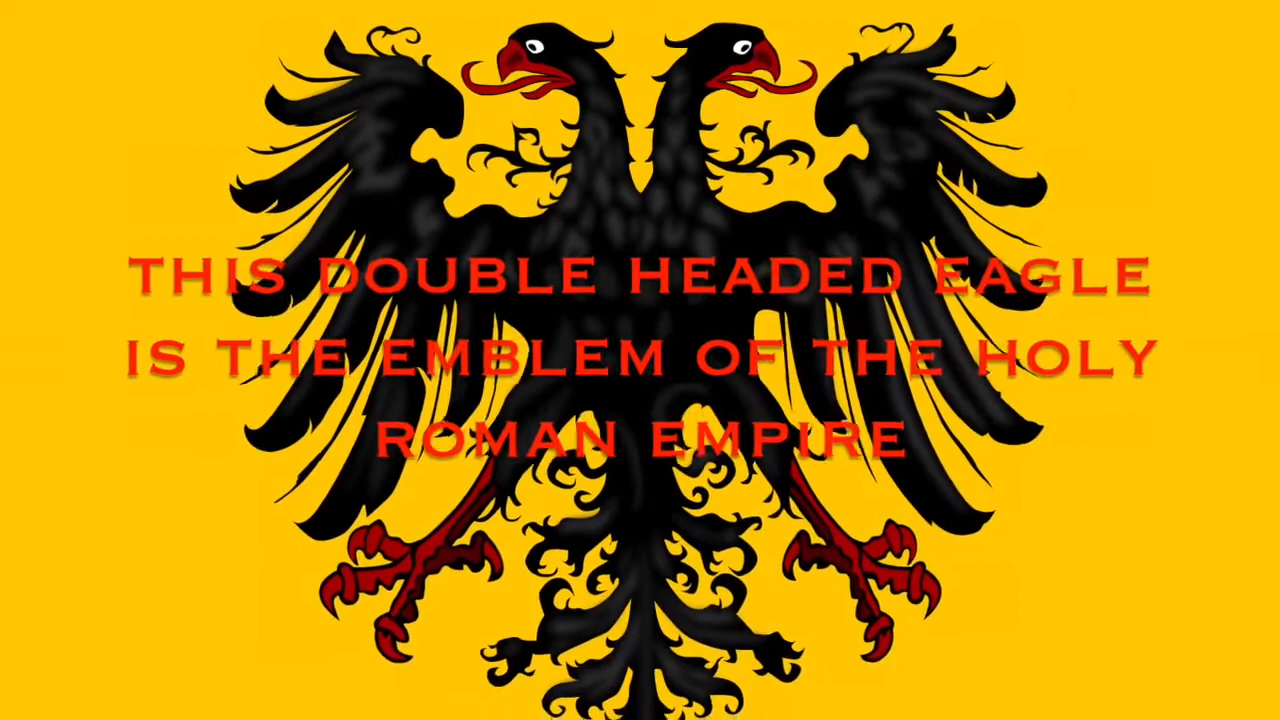 THIS DOUBLE HEADED EAGLE
IS THE EMBLEM OF THE HOLY
ROMAN EMPIRE